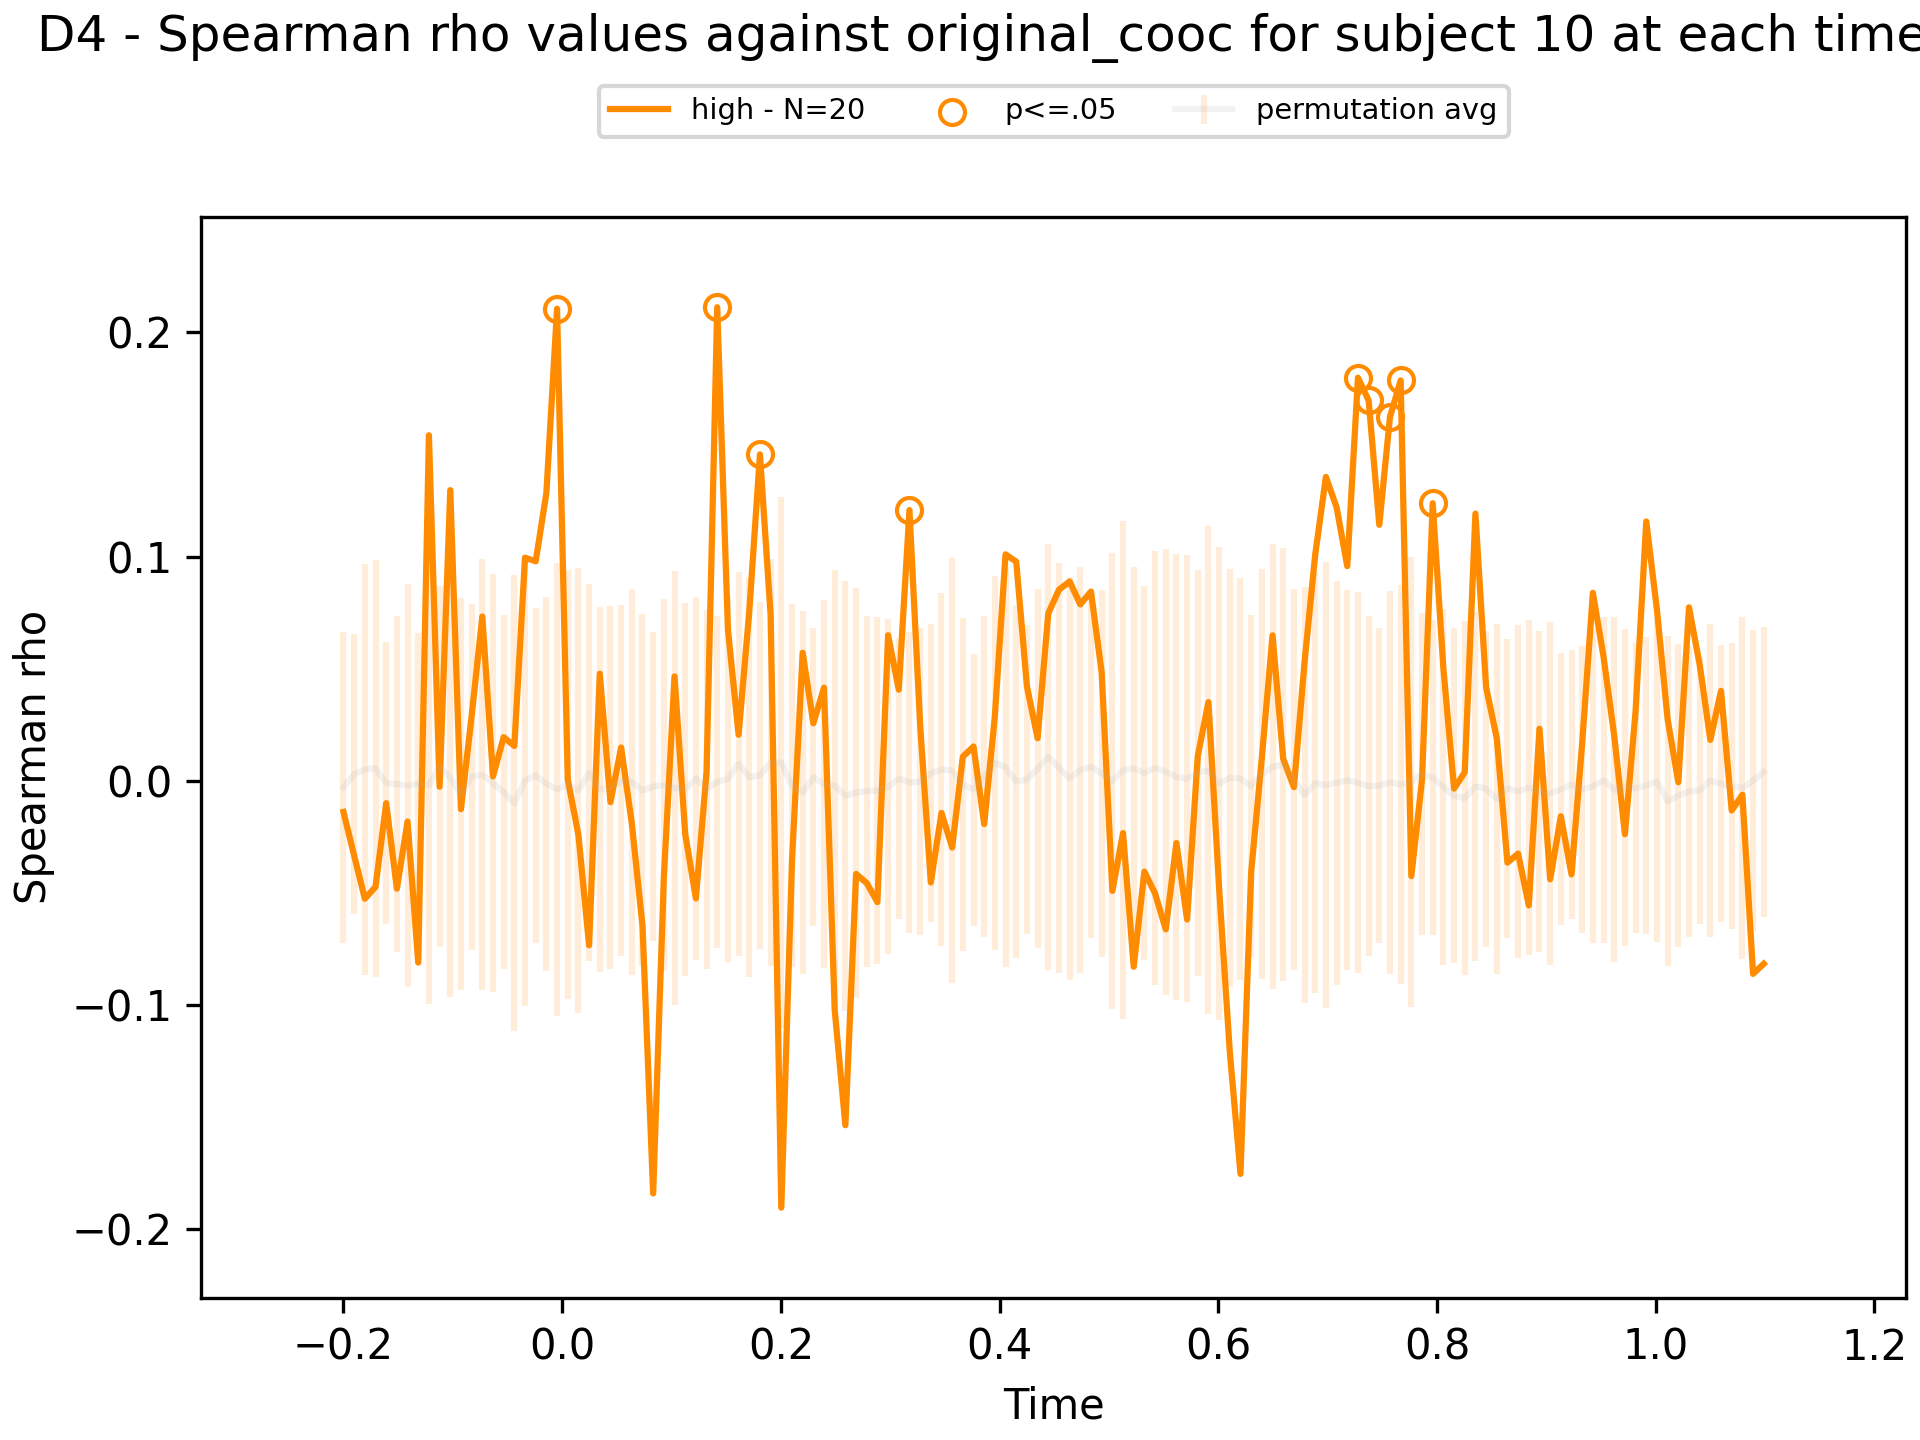 D4 - Spearman rho values against original_cooc for subject 10 at each time
high - N=20 p<=.05 permutation avg
Spearman rho
0.2
0.1
0.0
−0.1
−0.2
−0.2 0.0 0.2 0.4 0.6 0.8 1.0 1.2
Time